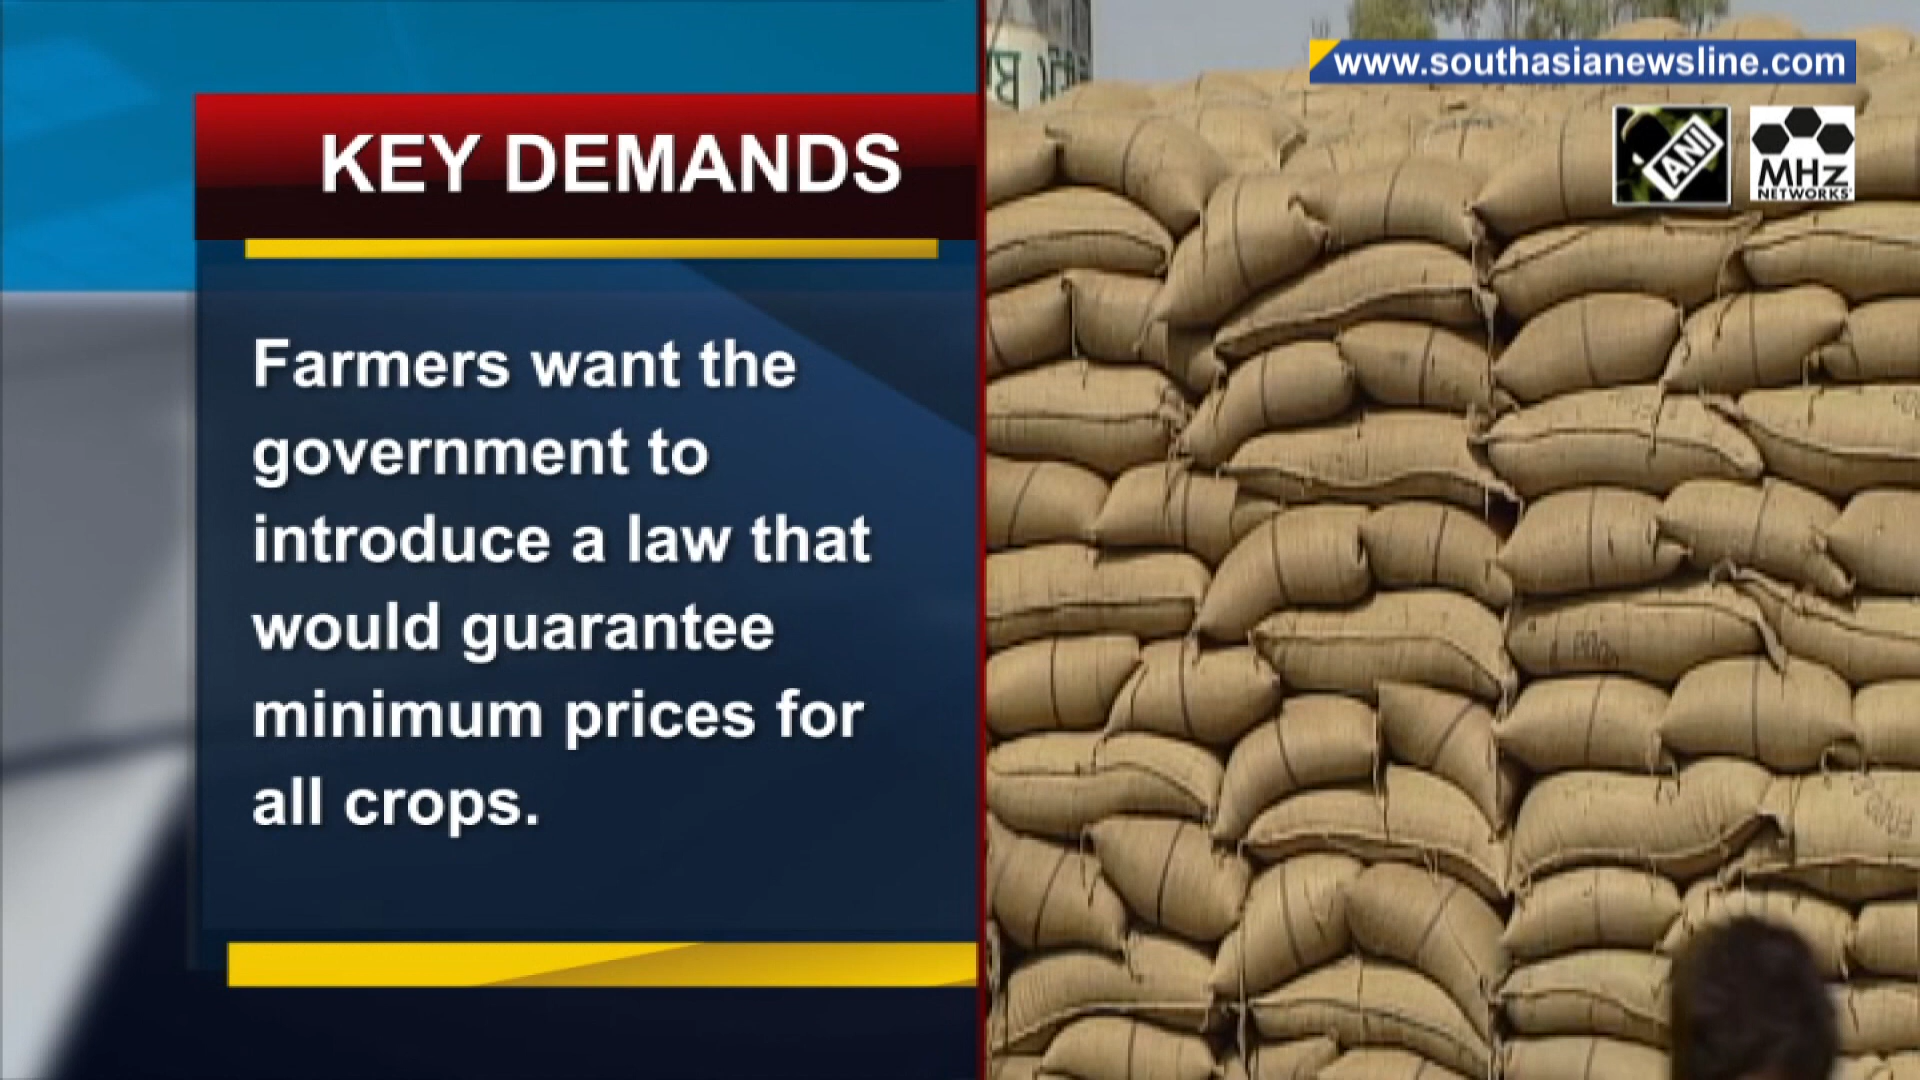 www.southasianewsline.com
KEY DEMANDS
ANI
MHZ
NETWORKS
Farmers want the
government to
introduce a law that
would guarantee
minimum prices for
all crops.